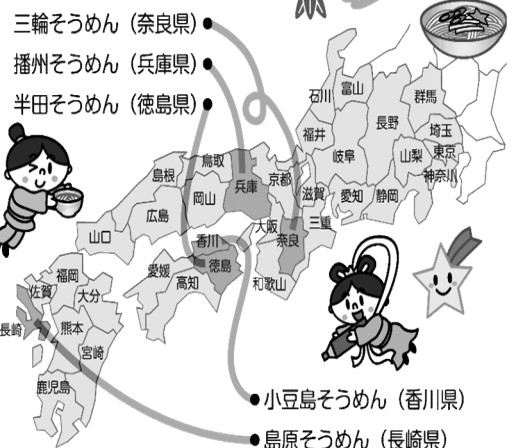 三輪そうめん（奈良県）
播州そうめん（兵庫県）
半田そうめん（徳島県）
石川
富山
群馬
福井
長野
埼玉
岐阜
山梨
東京
神奈川
鳥取
島根
京都
滋賀
愛知
静岡
兵庫
岡山
広島
大阪
奈良
三重
山口
香川
徳島
和歌山
愛媛
高知
福岡
佐賀
大分
長崎
熊本
宮崎
鹿児島
小豆島そうめん（香川県）
島原そうめん（長崎県）